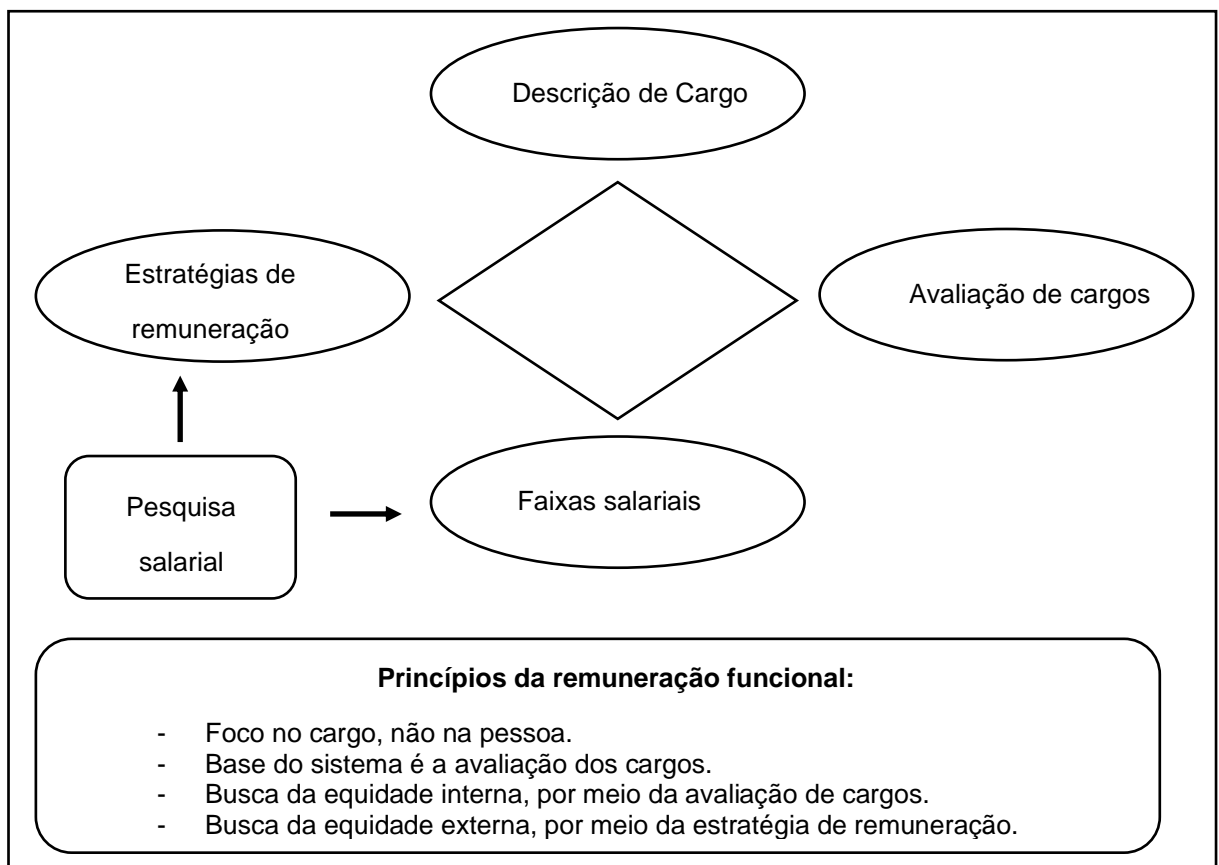 Descrição de Cargo
Estratégias de
remuneração
Avaliação de cargos
Pesquisa
salarial
Faixas salariais
Princípios da remuneração funcional:
- Foco no cargo, não na pessoa.
- Base do sistema é a avaliação dos cargos.
- Busca da equidade interna, por meio da avaliação de cargos.
- Busca da equidade externa, por meio da estratégia de remuneração.